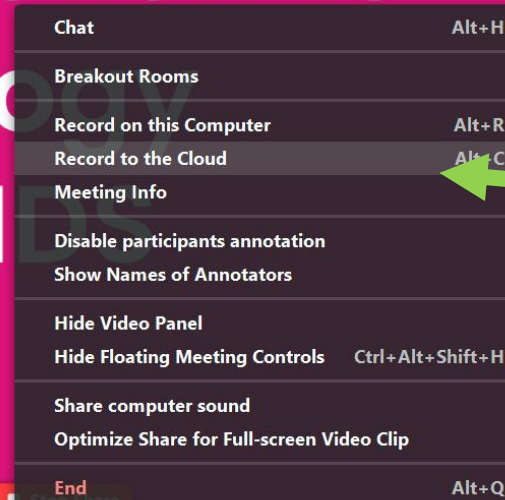 Chat Alt+H
Breakout Rooms
Record on this Computer Alt+R
Record to the Cloud Alt+C
Meeting Info
Disable participants annotation
Show Names of Annotators
Hide Video Panel
Hide Floating Meeting Controls Ctrl+Alt+Shift+H
Share computer sound
Optimize Share for Full-screen Video Clip
End Alt+Q